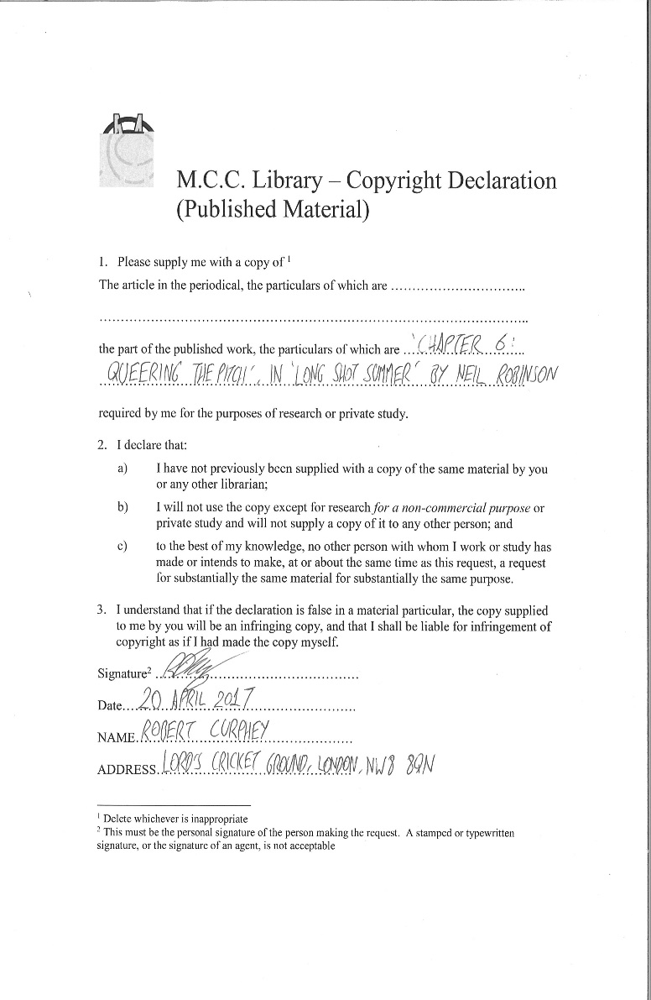 M.C.C. Library – Copyright Declaration
(Published Material)
1. Please supply me with a copy of ¹
The article in the periodical, the particulars of which are ..............................
................................................................................................
the part of the published work, the particulars of which are ...'CHAPTER 6:..
QUEERING THE PITCH', IN 'LONG SHOT SUMMER' BY NEIL ROBINSON
required by me for the purposes of research or private study.
2. I declare that:
a) I have not previously been supplied with a copy of the same material by you
or any other librarian;
b) I will not use the copy except for research for a non-commercial purpose or
private study and will not supply a copy of it to any other person; and
c) to the best of my knowledge, no other person with whom I work or study has
made or intends to make, at or about the same time as this request, a request
for substantially the same material for substantially the same purpose.
3. I understand that if the declaration is false in a material particular, the copy supplied
to me by you will be an infringing copy, and that I shall be liable for infringement of
copyright as if I had made the copy myself.
Signature² ..................................................
Date....20 APRIL 2017........................
NAME.ROBERT CURPHEY....................
ADDRESS..LORD'S CRICKET GROUND, LONDON, NW8 8QN
¹ Delete whichever is inappropriate
² This must be the personal signature of the person making the request. A stamped or typewritten
signature, or the signature of an agent, is not acceptable